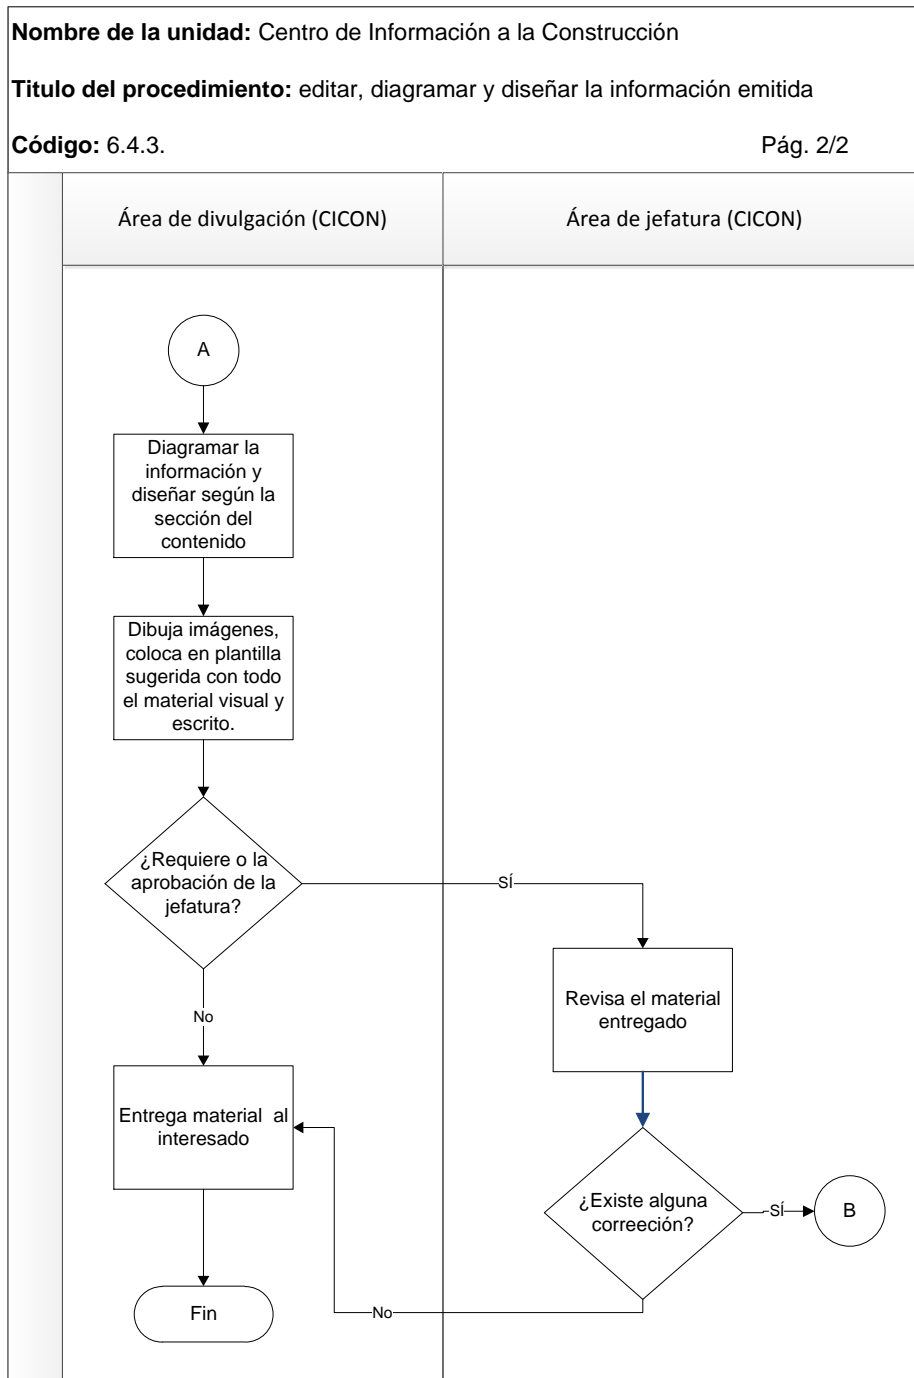 Nombre de la unidad: Centro de Información a la Construcción
Titulo del procedimiento: editar, diagramar y diseñar la información emitida
Código: 6.4.3. Pág. 2/2
Área de divulgación (CICON)
Área de jefatura (CICON)
A
Diagramar la
información y
diseñar según la
sección del
contenido
Dibuja imágenes,
coloca en plantilla
sugerida con todo
el material visual y
escrito.
¿Requiere o la
aprobación de la
jefatura?
SÍ
No
Revisa el material
entregado
Entrega material al
interesado
¿Existe alguna
correeción?
SÍ
B
No
Fin